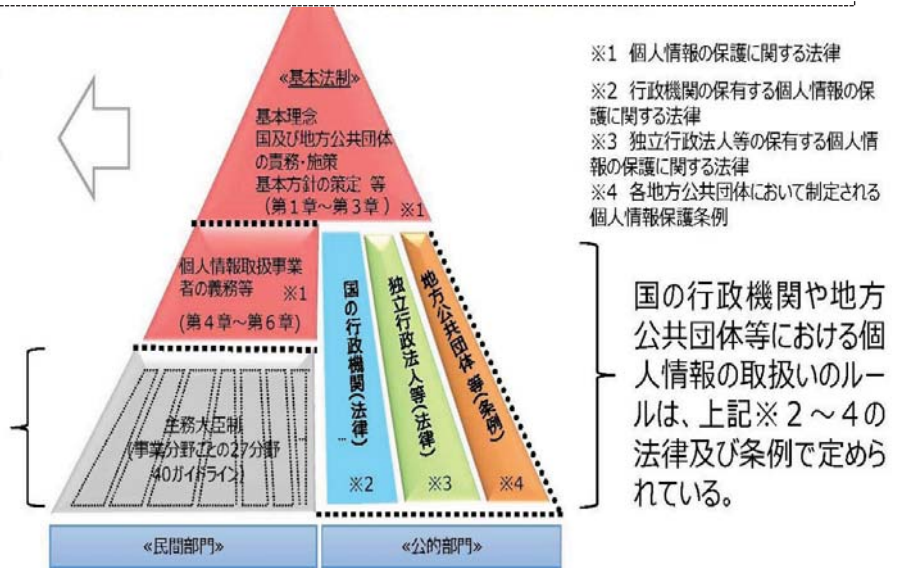 ≪基本法制≫
基本理念
国及び地方公共団体
の責務・施策
基本方針の策定 等
(第1章～第3章) ※1
個人情報取扱事業
者の義務等 ※1
(第4章～第6章)
主務大臣制
(事業分野ごとの27分野
40ガイドライン)
国の行政機関(法律)
…
※2
独立行政法人等(法律)
※3
地方公共団体等(条例)
※4
≪民間部門≫
≪公的部門≫
※1 個人情報の保護に関する法律
※2 行政機関の保有する個人情報の保
護に関する法律
※3 独立行政法人等の保有する個人情
報の保護に関する法律
※4 各地方公共団体において制定される
個人情報保護条例
国の行政機関や地方
公共団体等における個
人情報の取扱いのルー
ルは、上記※2～4の
法律及び条例で定めら
れている。